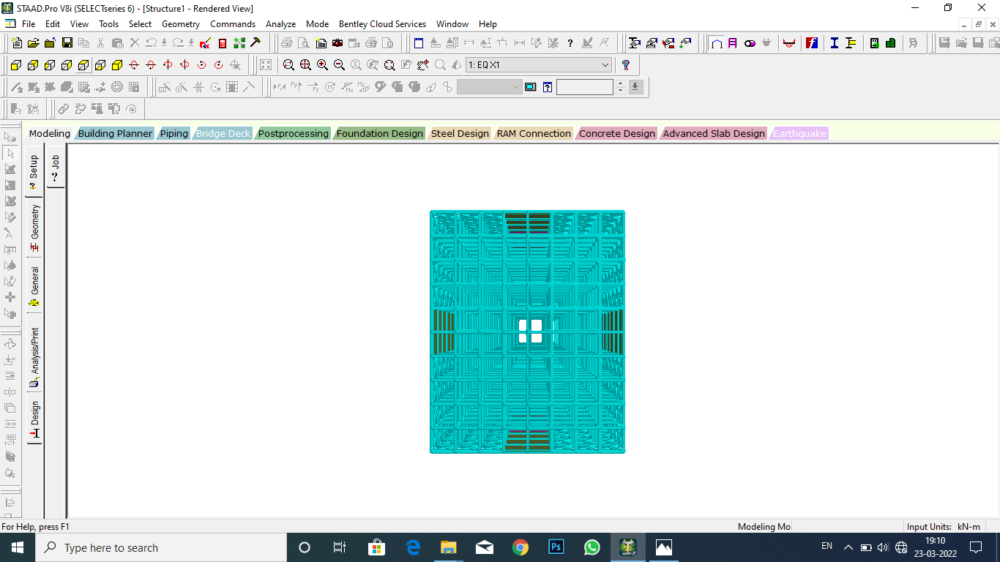 STAAD.Pro V8i (SELECTseries 6) - [Structure1 - Rendered View]
File Edit View Tools Select Geometry Commands Analyze Mode Bentley Cloud Services Window Help
1: EQ X1
Modeling Building Planner Piping Bridge Deck Postprocessing Foundation Design Steel Design RAM Connection Concrete Design Advanced Slab Design Earthquake
Setup
Job
Geometry
General
Analysis/Print
Design
For Help, press F1
Modeling Mo
Input Units: kN-m
Type here to search
Ps
EN
19:10
23-03-2022